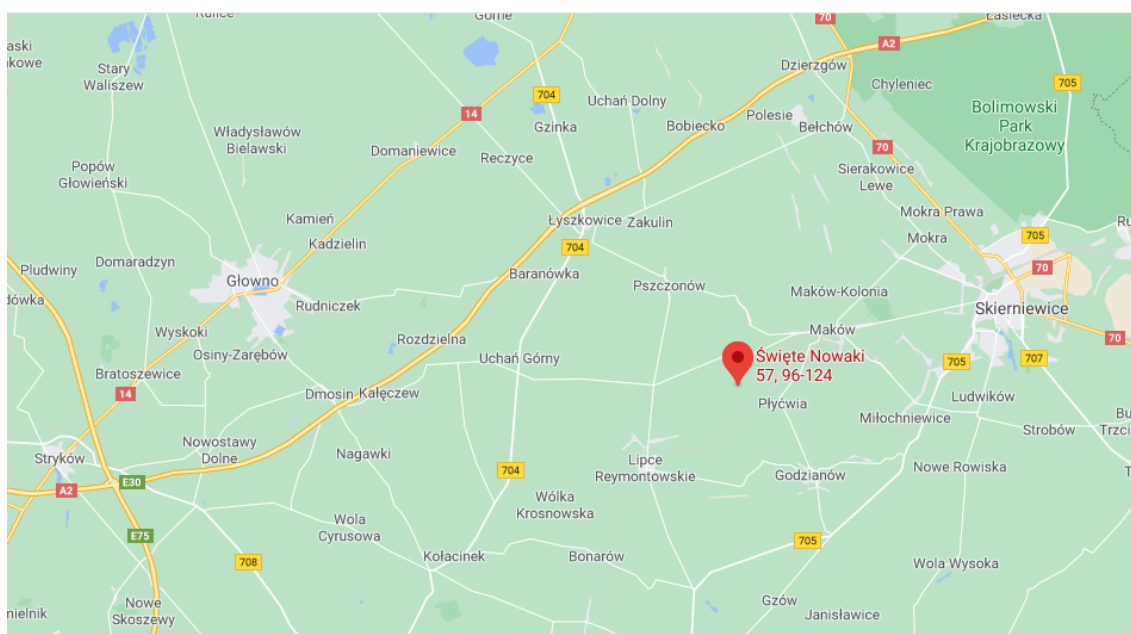 Rulice
Górne
70
Łasiecka
A2
Stary
Waliszew
Dzierzgów
Chyleniec
705
704
Uchań Dolny
14
Gzinka
Bobiecko
Polesie
Bełchów
Bolimowski
Park
Krajobrazowy
Władysławów
Bielawski
Domaniewice
Reczyce
70
Popów
Głowieński
Sierakowice
Lewe
Kamień
Kadzielin
Łyszkowice
Zakulin
Mokra Prawa
Mokra
705
704
Pludwiny
Domaradzyn
Głowno
Baranówka
Pszczonów
Maków-Kolonia
70
Rudniczek
Skierniewice
Wyskoki
Rozdzielna
Maków
70
Osiny-Zarębów
Uchań Górny
Święte Nowaki
57, 96-124
705
707
Bratoszewice
14
Dmosin
Kałęczew
Płyćwia
Ludwików
Miłochniewice
Strobów
Nowostawy
Dolne
Nagawki
Stryków
704
Lipce
Reymontowskie
Godzianów
Nowe Rowiska
A2
E30
Wólka
Krosnowska
Wola
Cyrusowa
E75
705
Kołacinek
Bonarów
708
Wola Wysoka
Nowe
Skoszewy
Gzów
Janisławice